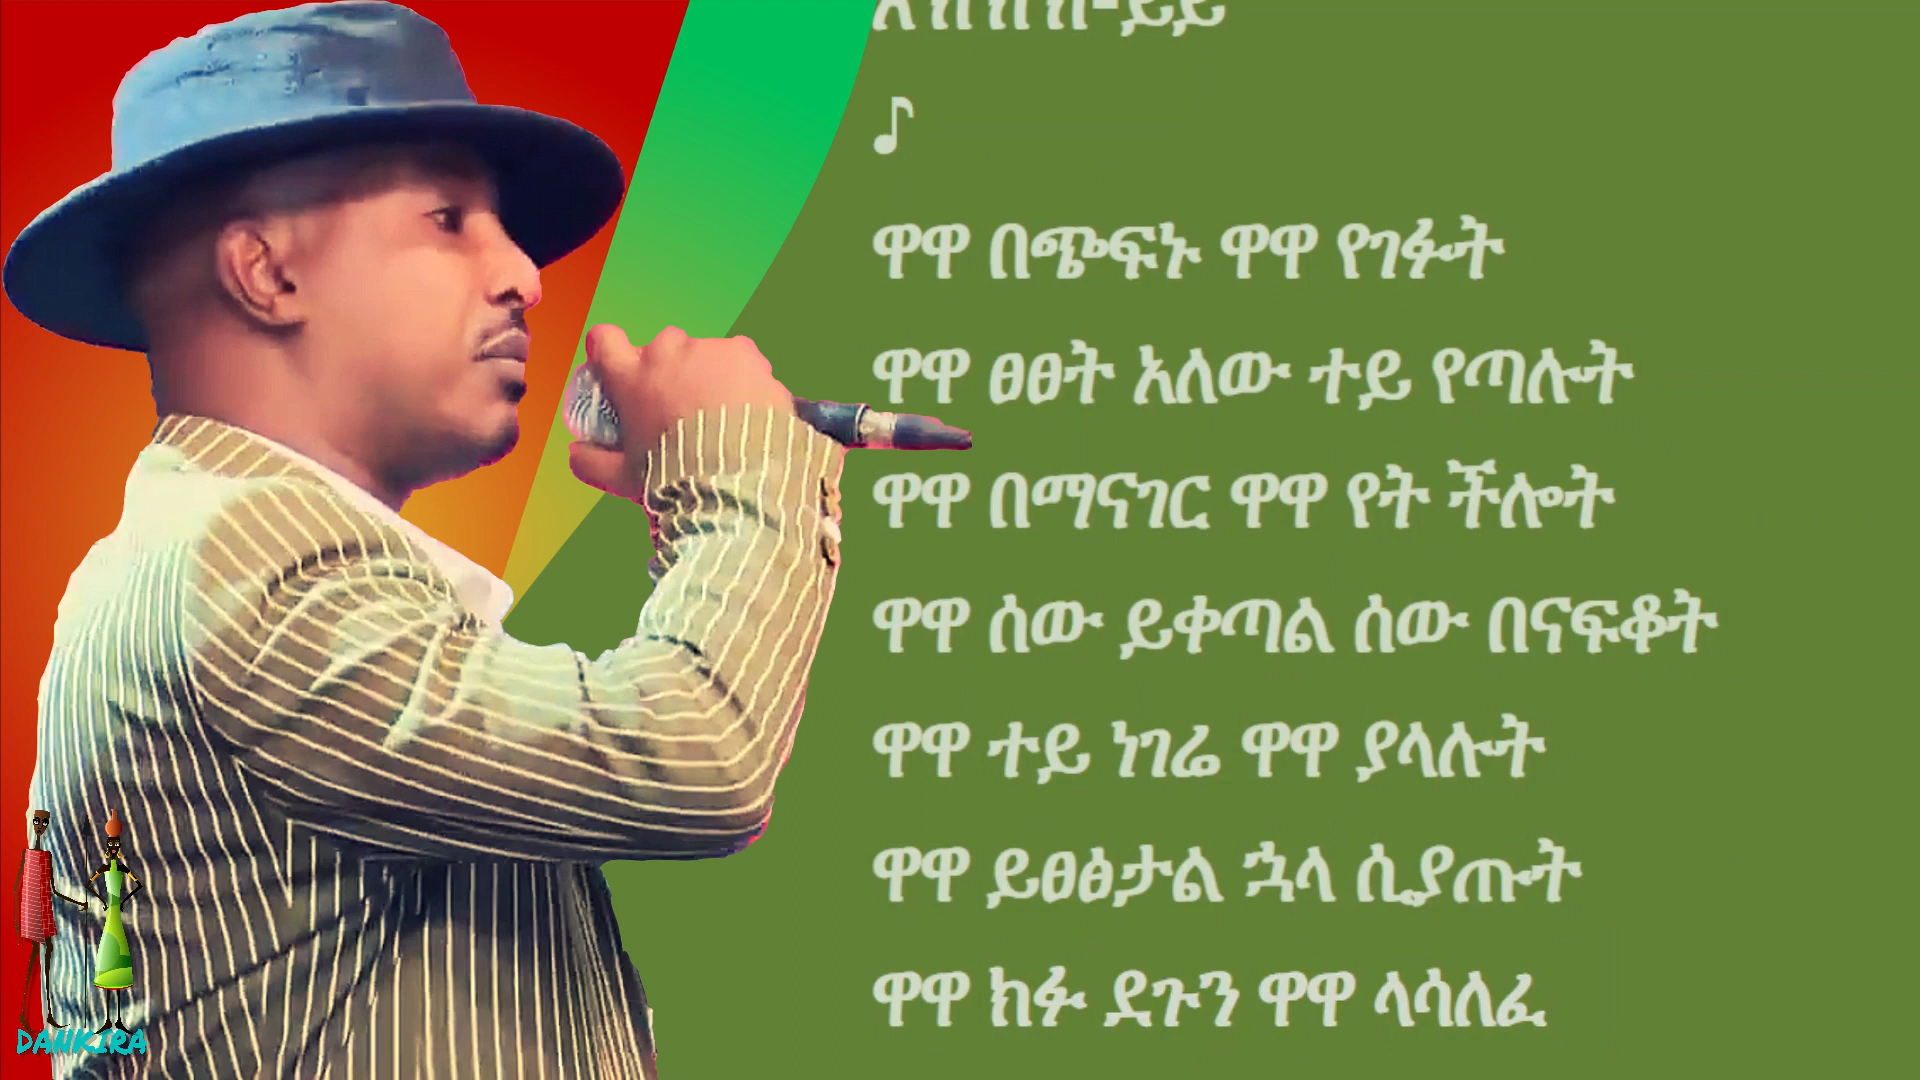 ♪
ዋዋ በጭፍኑ ዋዋ የገፉት
ዋዋ ፀፀት አለው ተይ የጣሉት
ዋዋ በማናገር ዋዋ የት ችሎት
ዋዋ ሰው ይቀጣል ሰው በናፍቆት
ዋዋ ተይ ነገሬ ዋዋ ያላሉት
ዋዋ ይፀፅታል ኋላ ሲያጡት
ዋዋ ክፉ ደጉን ዋዋ ላሳለፈ
DANKIRA